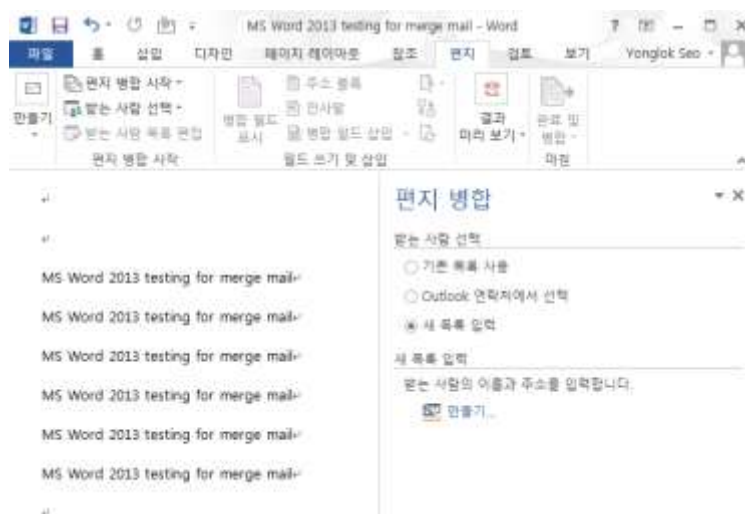 MS Word 2013 testing for merge mail - Word
파일 홈 삽입 디자인 페이지 레이아웃 참조 편지 검토 보기 Yonglok Seo
만들기
편지 병합 시작
받는 사람 선택
받는 사람 목록 편집
편지 병합 시작
병합 필드 표시
주소 블록
인사말
병합 필드 삽입
필드 쓰기 및 삽입
결과
미리 보기
완료 및
병합
마침
MS Word 2013 testing for merge mail
MS Word 2013 testing for merge mail
MS Word 2013 testing for merge mail
MS Word 2013 testing for merge mail
MS Word 2013 testing for merge mail
MS Word 2013 testing for merge mail
편지 병합
받는 사람 선택
기존 목록 사용
Outlook 연락처에서 선택
새 목록 입력
새 목록 입력
받는 사람의 이름과 주소를 입력합니다.
만들기...